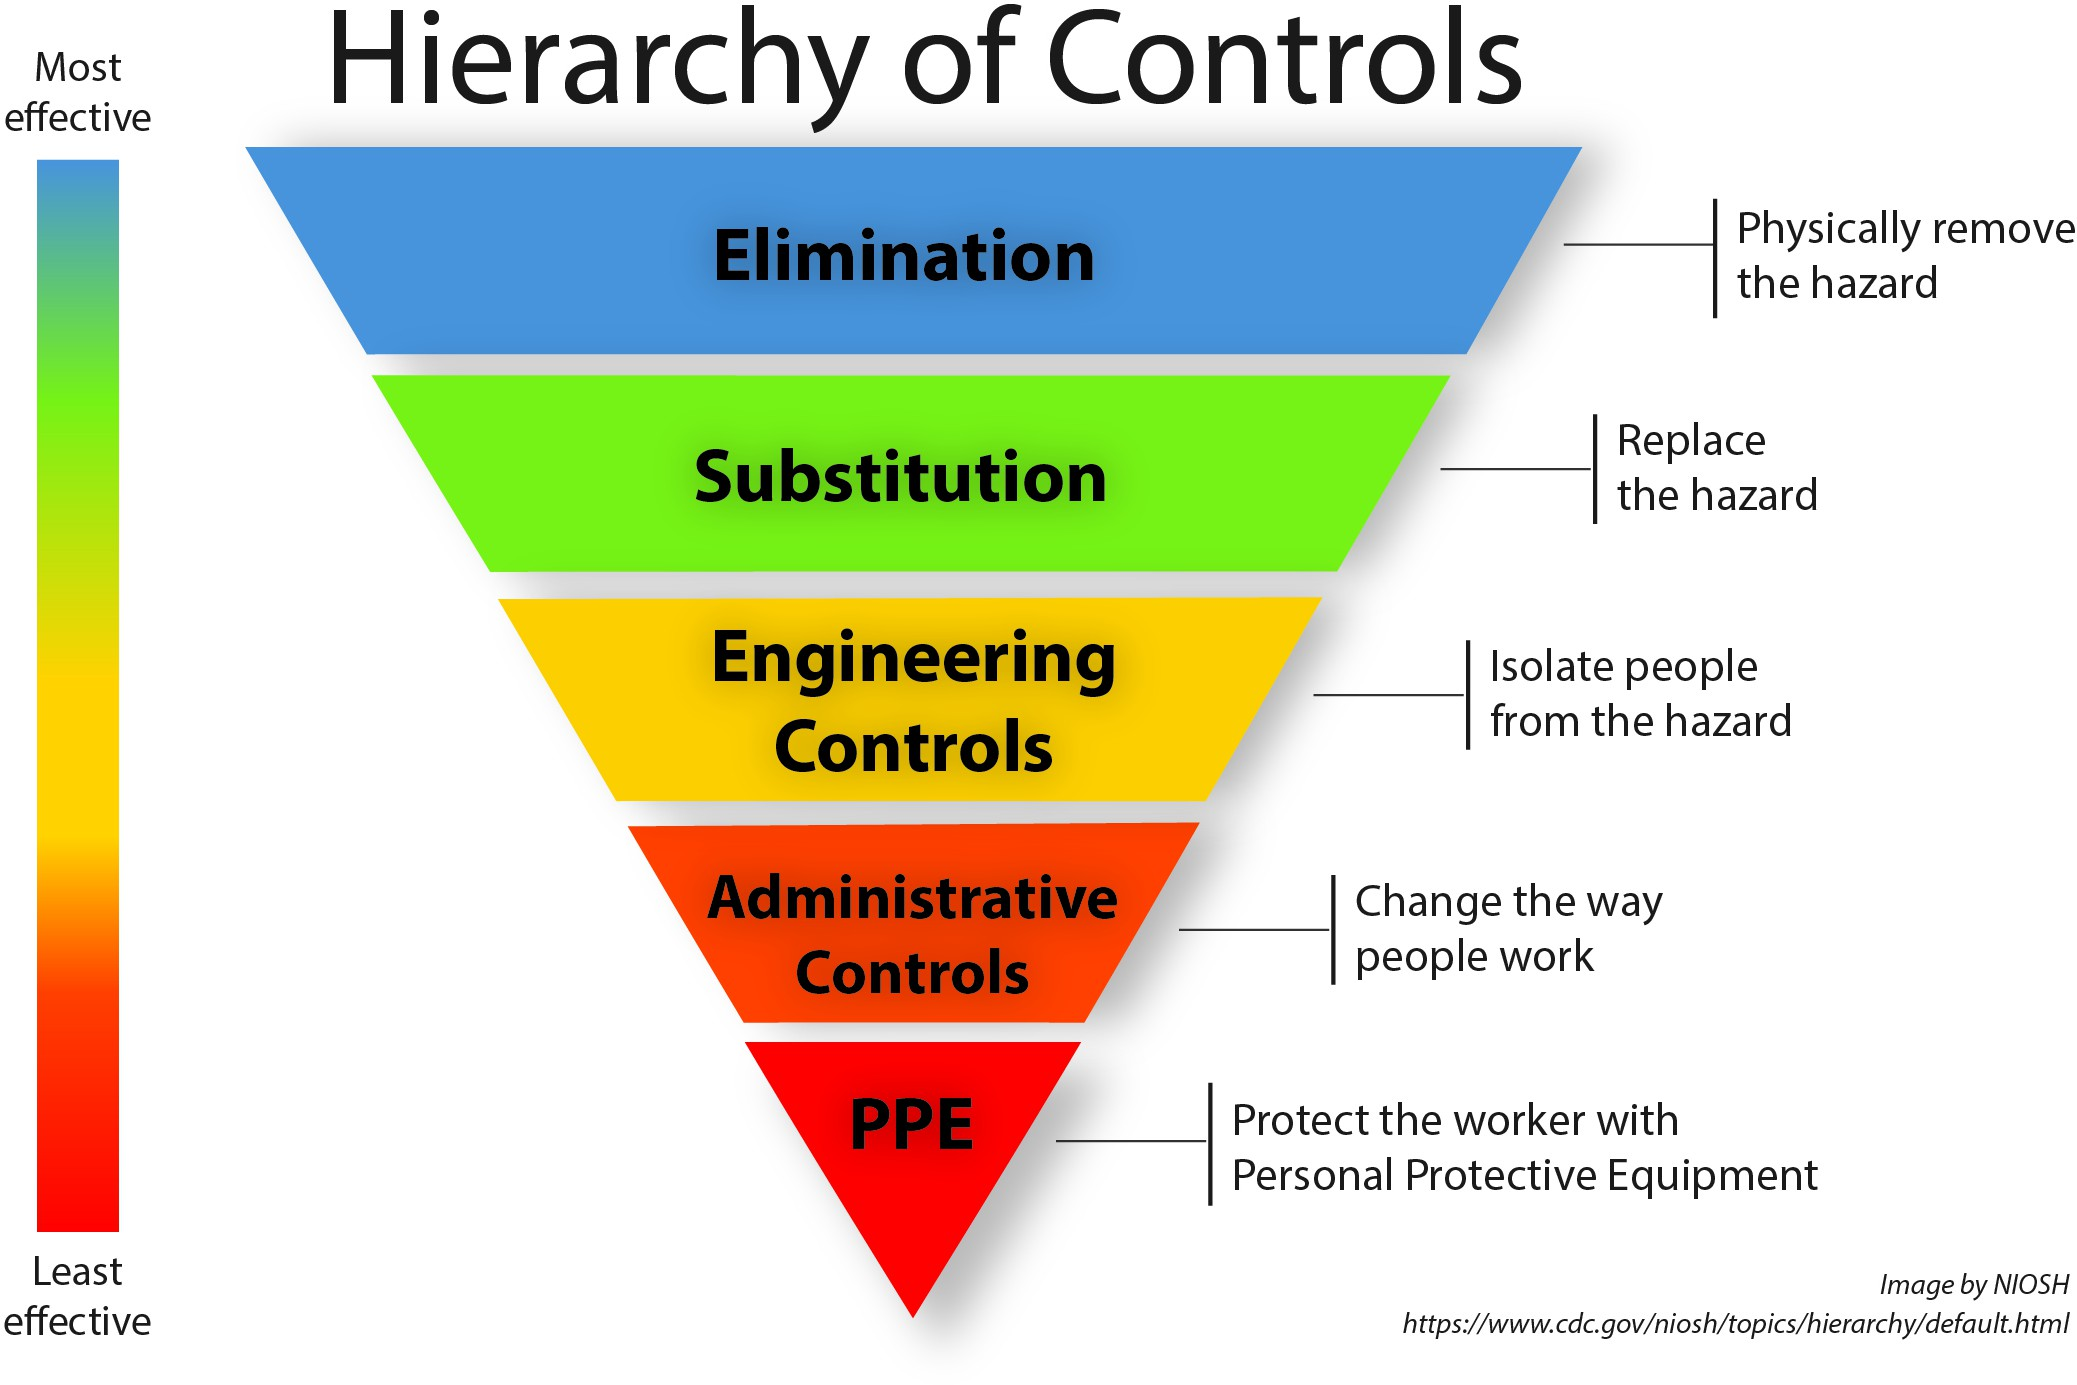 Hierarchy of Controls
Most
effective
Elimination
Physically remove
the hazard
Substitution
Replace
the hazard
Engineering
Controls
Isolate people
from the hazard
Administrative
Controls
Change the way
people work
PPE
Protect the worker with
Personal Protective Equipment
Least
effective
Image by NIOSH
https://www.cdc.gov/niosh/topics/hierarchy/default.html